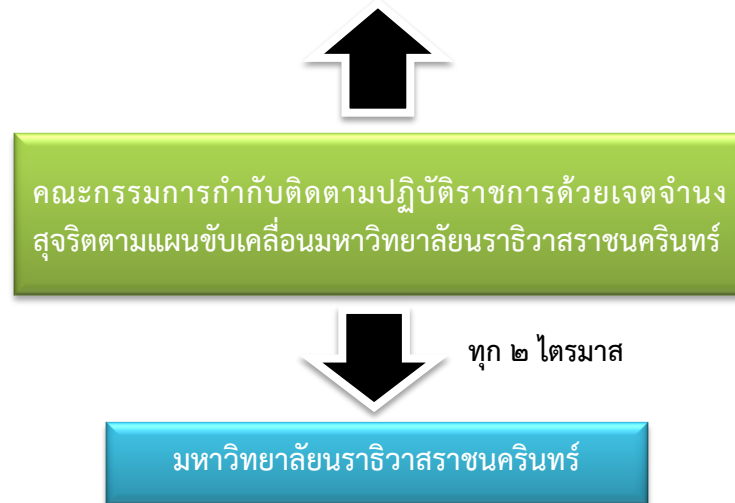 คณะกรรมการกำกับติดตามปฏิบัติราชการด้วยเจตจำนง
สุจริตตามแผนขับเคลื่อนมหาวิทยาลัยนราธิวาสราชนครินทร์
ทุก ๒ ไตรมาส
มหาวิทยาลัยนราธิวาสราชนครินทร์